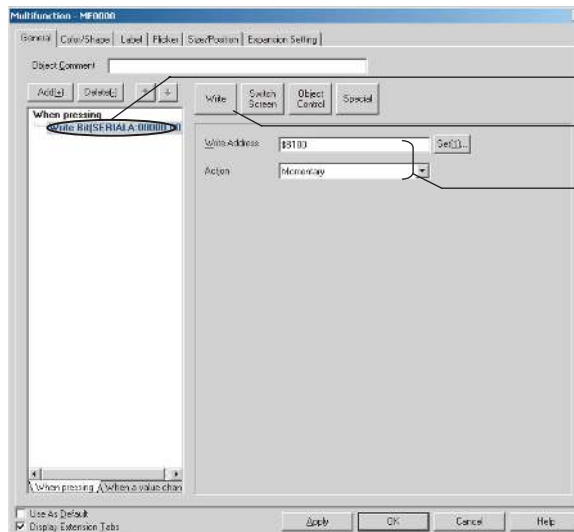 Multifunction - MF0000
General Color/Shape Label Flicker Size/Position Expansion Setting
Object Comment
Add(+) Delete(-)
Write Switch Screen Object Control Special
When pressing
Write Bit(SERIALA:00000.00
Write Address $B100 Set(1)...
Action Momentary
When pressing When a value chan
Use As Default
Display Extension Tabs
Apply OK Cancel Help